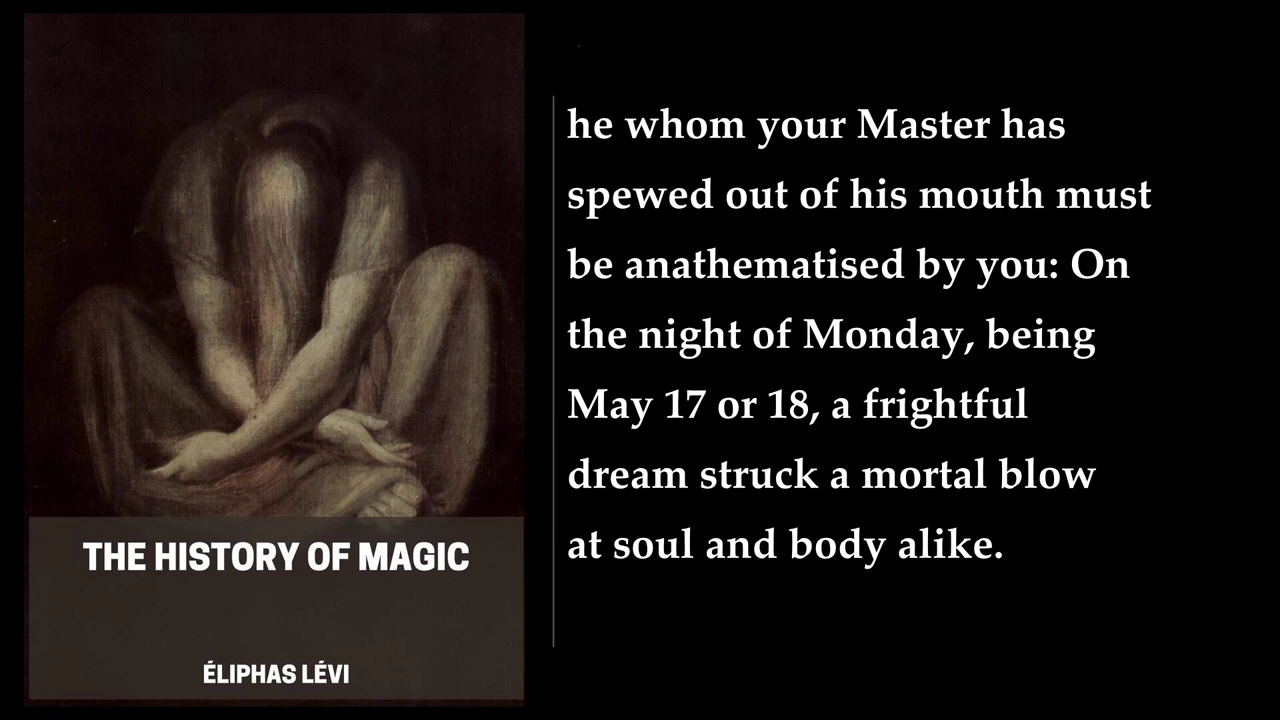 THE HISTORY OF MAGIC
ÉLIPHAS LÉVI
he whom your Master has
spewed out of his mouth must
be anathematised by you: On
the night of Monday, being
May 17 or 18, a frightful
dream struck a mortal blow
at soul and body alike.